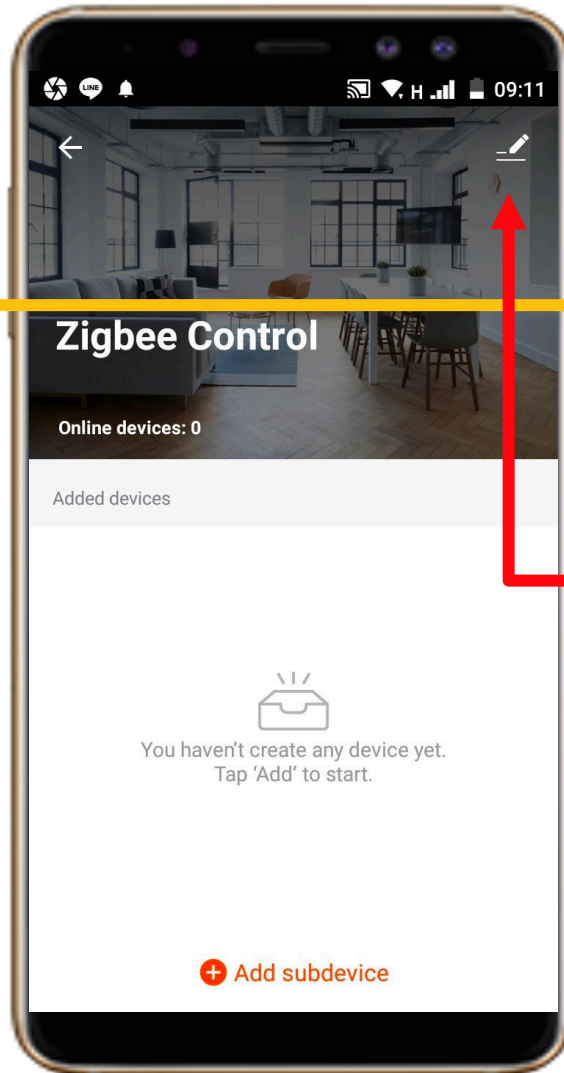 LINE
H
09:11
Zigbee Control
Online devices: 0
Added devices
You haven't create any device yet.
Tap 'Add' to start.
Add subdevice